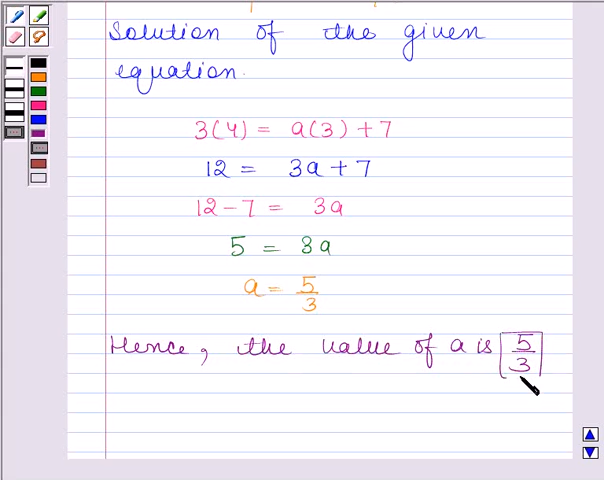 Solution of the given
equation.
3(4) = a(3) + 7
12 = 3a + 7
12 - 7 = 3a
5 = 3a
a = 5/3
Hence, the value of a is 5/3